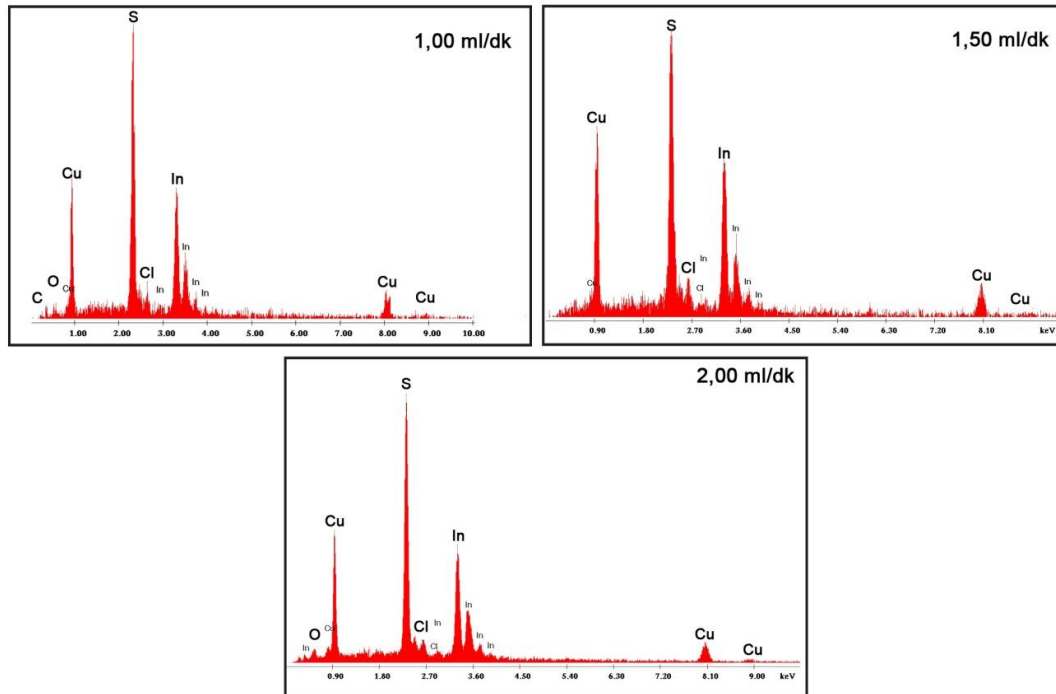 1,00 ml/dk
S
Cu
In
In
Cl
O
Cu
C
In
In
In
Cu
Cu
1.00 2.00 3.00 4.00 5.00 6.00 7.00 8.00 9.00 10.00
1,50 ml/dk
S
Cu
In
In
Cl
In
Cu
Cl
In
In
Cu
Cu
0.90 1.80 2.70 3.60 4.50 5.40 6.30 7.20 8.10 keV
2,00 ml/dk
S
Cu
In
In
O
Cu
Cl
In
In
Cl
In
In
Cu
Cu
0.90 1.80 2.70 3.60 4.50 5.40 6.30 7.20 8.10 9.00 keV